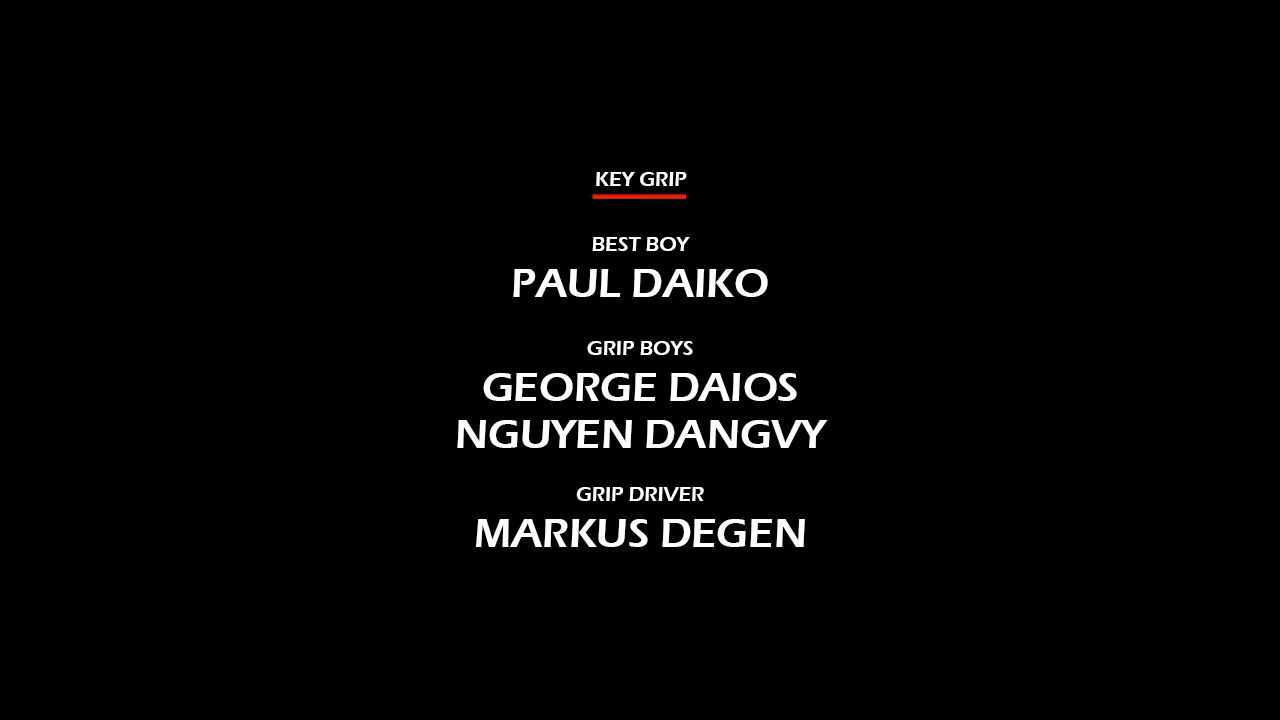 KEY GRIP
BEST BOY
PAUL DAIKO
GRIP BOYS
GEORGE DAIOS
NGUYEN DANGVY
GRIP DRIVER
MARKUS DEGEN